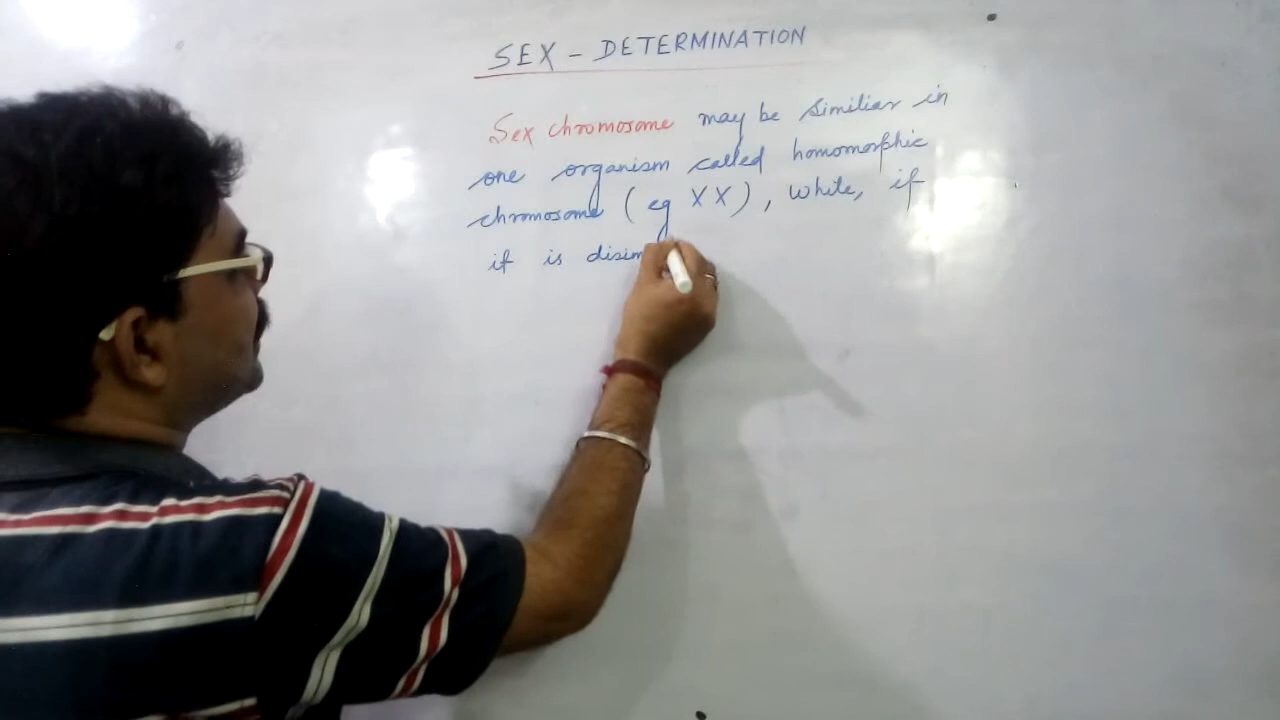 SEX - DETERMINATION
Sex chromosome may be similiar in
one organism called homomorphic
chromosome (eg XX), while, if
it is disim